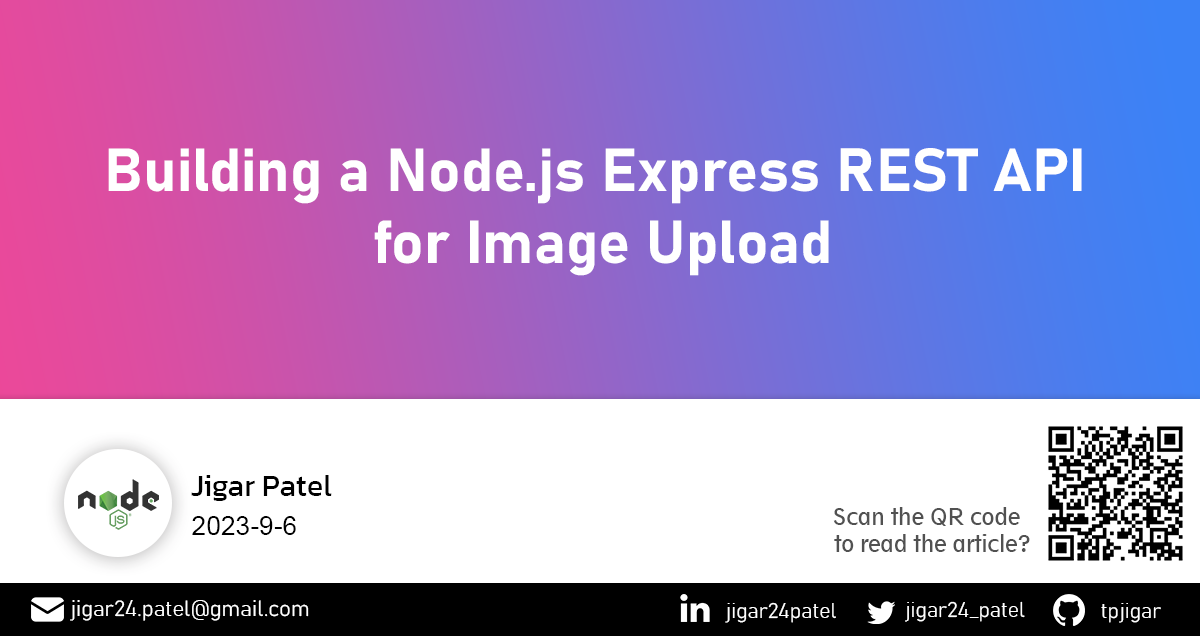 Building a Node.js Express REST API
for Image Upload
node
JS
Jigar Patel
2023-9-6
Scan the QR code
to read the article?
jigar24.patel@gmail.com
in
jigar24patel
jigar24_patel
tpjigar